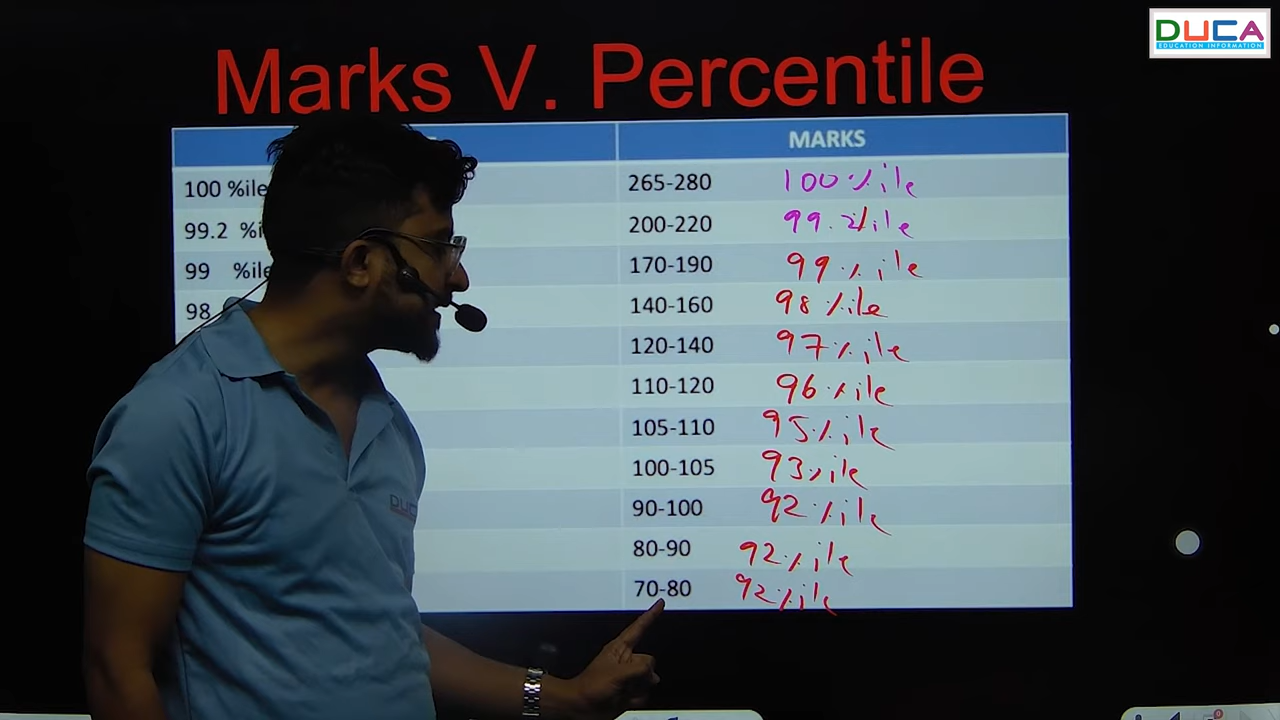 DUCA
EDUCATION INFORMATION
Marks V. Percentile
MARKS
100 %ile 265-280 100%ile
99.2 200-220 99.2%ile
99 %ile 170-190 99%ile
98 140-160 98%ile
120-140 97%ile
110-120 96%ile
105-110 95%ile
100-105 93%ile
90-100 92%ile
80-90 92%ile
70-80 92%ile
DUCA